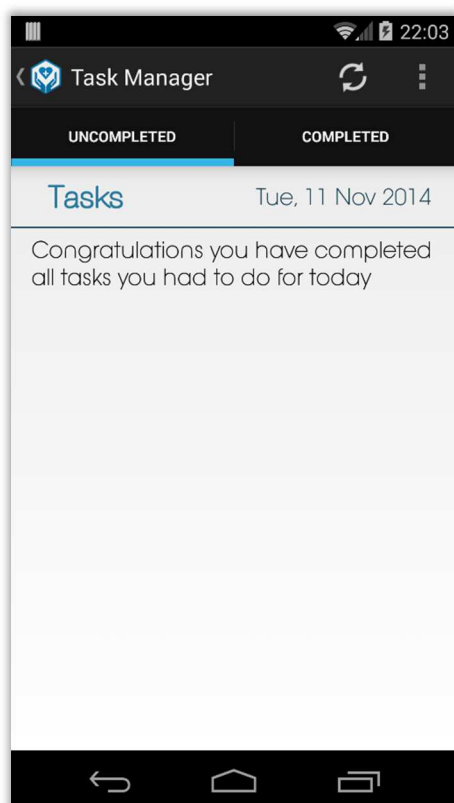 22:03
Task Manager
UNCOMPLETED COMPLETED
Tasks Tue, 11 Nov 2014
Congratulations you have completed
all tasks you had to do for today